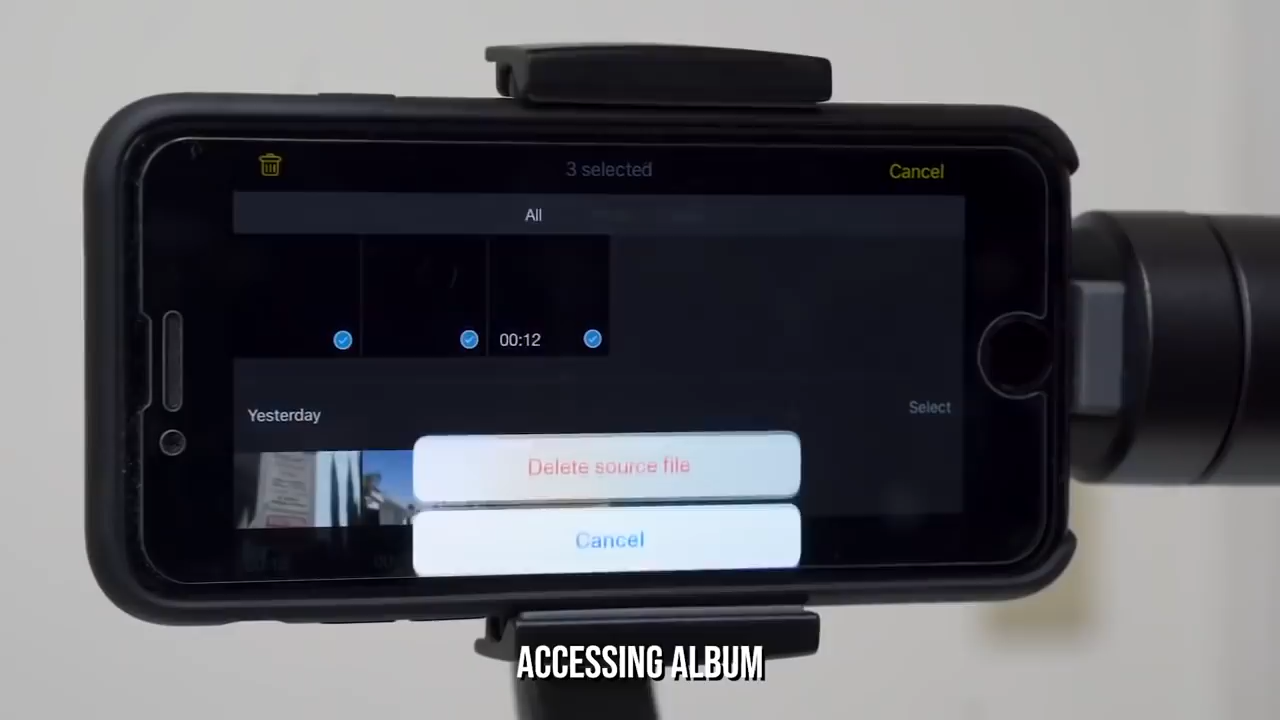 3 selected
Cancel
All
00:12
Yesterday
Select
Delete source file
Cancel
ACCESSING ALBUM